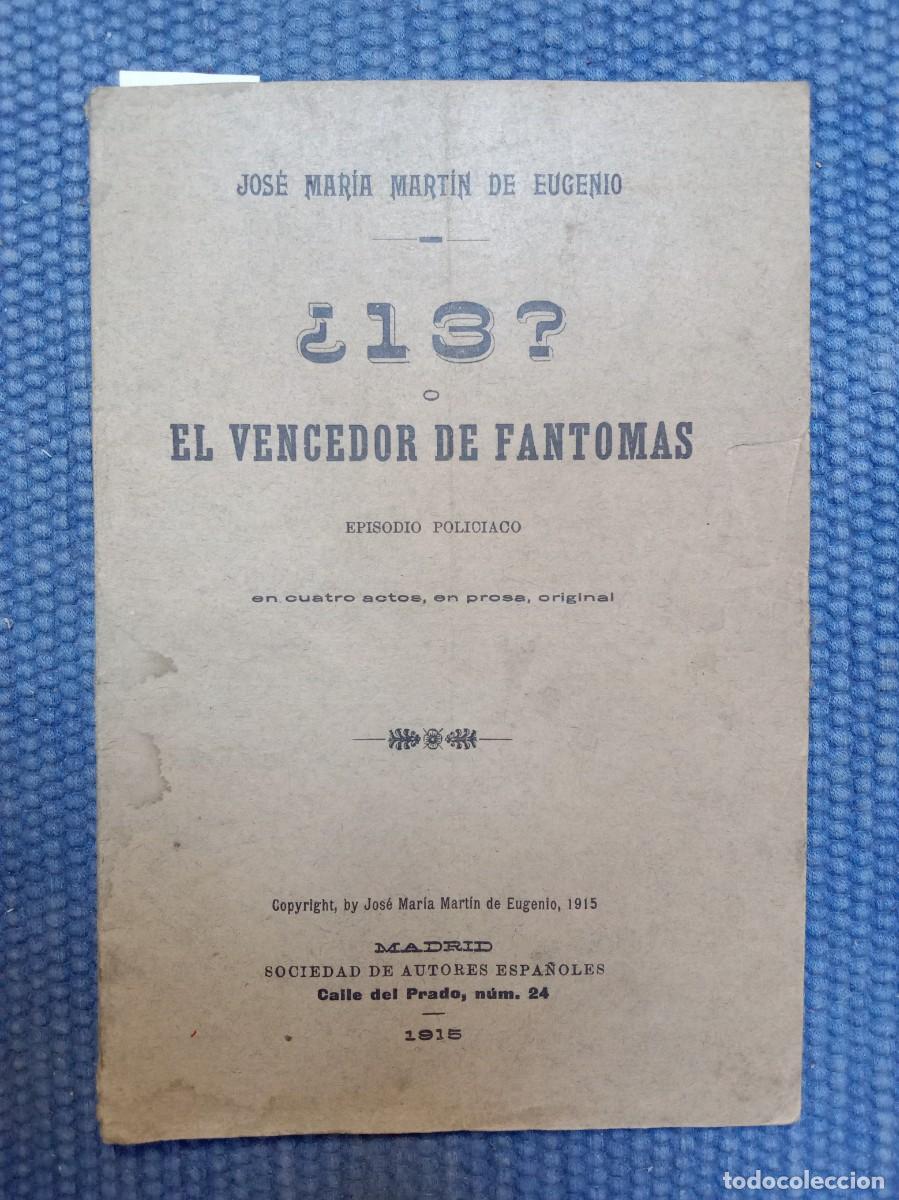 JOSÉ MARÍA MARTÍN DE EUGENIO
¿13?
O
EL VENCEDOR DE FANTOMAS
EPISODIO POLICIACO
en cuatro actos, en prosa, original
Copyright, by José María Martín de Eugenio, 1915
MADRID
SOCIEDAD DE AUTORES ESPAÑOLES
Calle del Prado, núm. 24
1915
todocoleccion